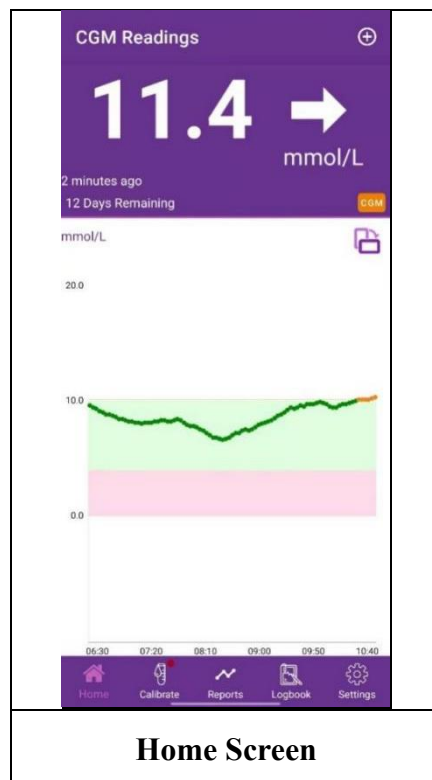 CGM Readings
11.4
mmol/L
2 minutes ago
12 Days Remaining
CGM
mmol/L
20.0
10.0
0.0
06:30 07:20 08:10 09:00 09:50 10:40
Home Calibrate Reports Logbook Settings
Home Screen